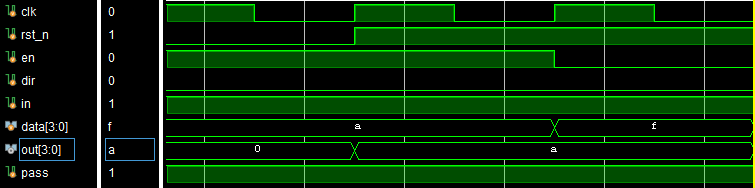 clk 0
rst_n 1
en 0
dir 0
in 1
data[3:0] f a f
out[3:0] a 0 a
pass 1